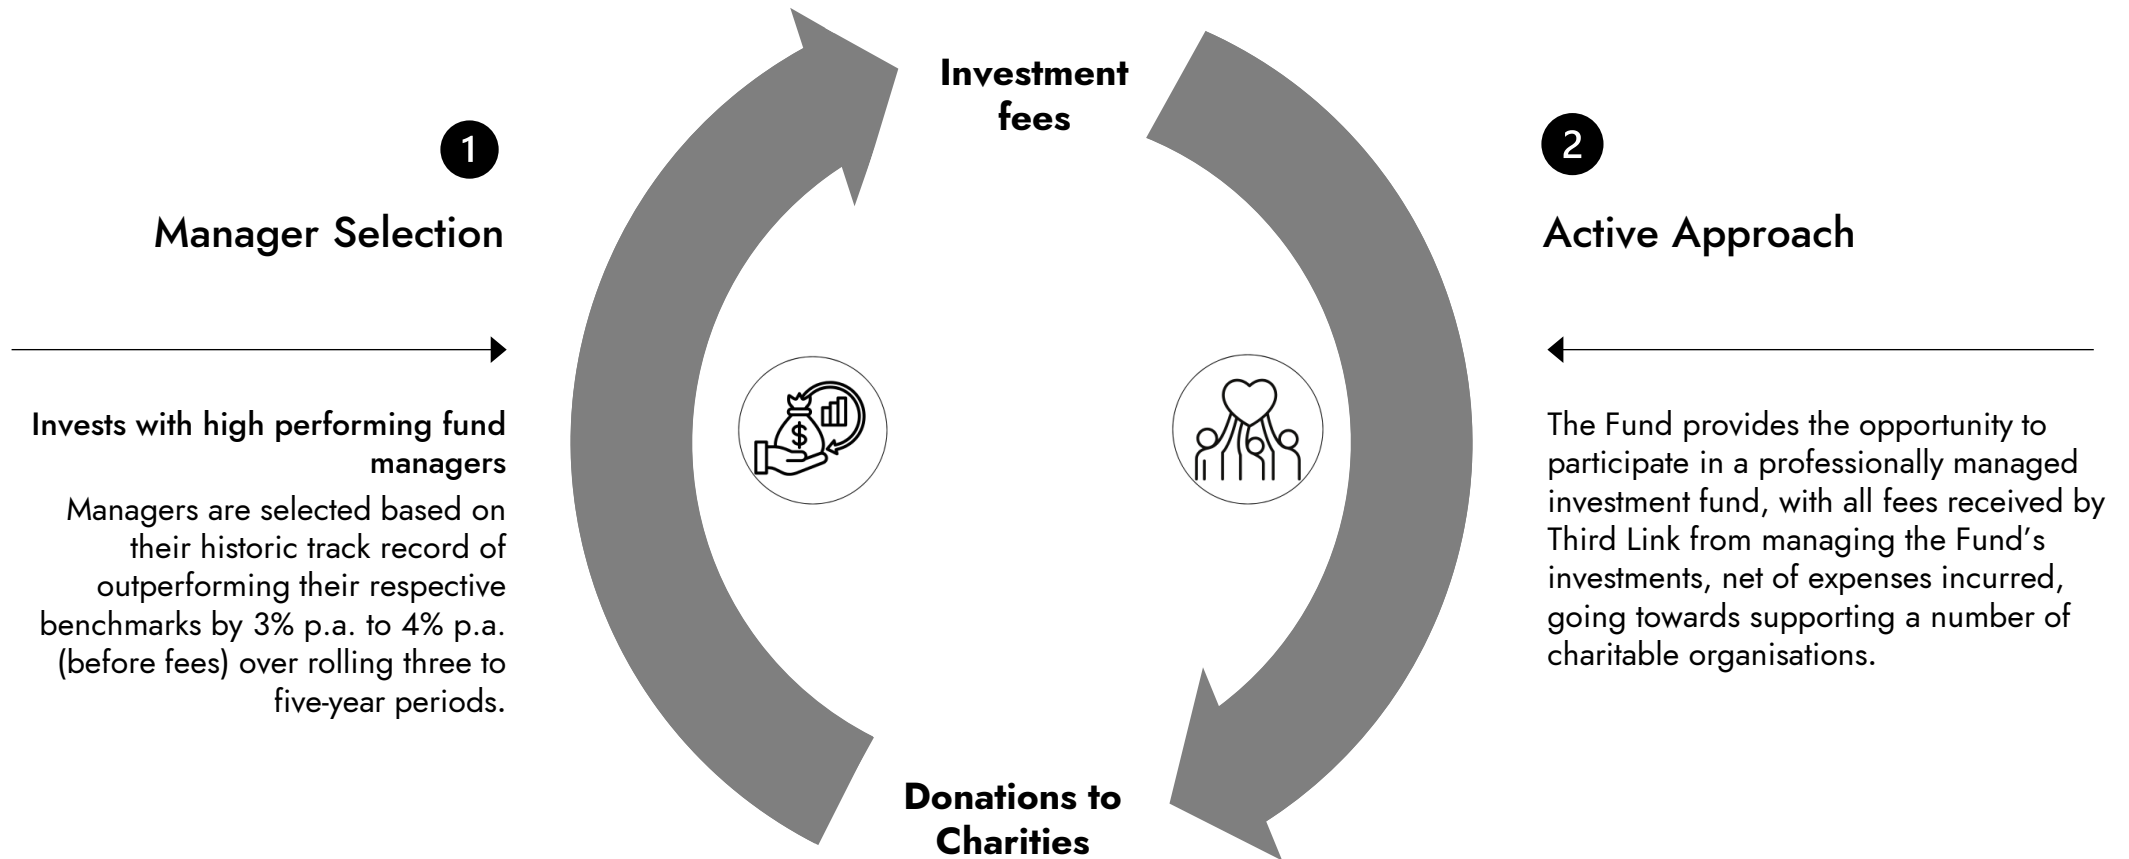 Investment
fees
1
Manager Selection
Invests with high performing fund
managers
Managers are selected based on
their historic track record of
outperforming their respective
benchmarks by 3% p.a. to 4% p.a.
(before fees) over rolling three to
five-year periods.
$
2
Active Approach
The Fund provides the opportunity to
participate in a professionally managed
investment fund, with all fees received by
Third Link from managing the Fund’s
investments, net of expenses incurred,
going towards supporting a number of
charitable organisations.
Donations to
Charities